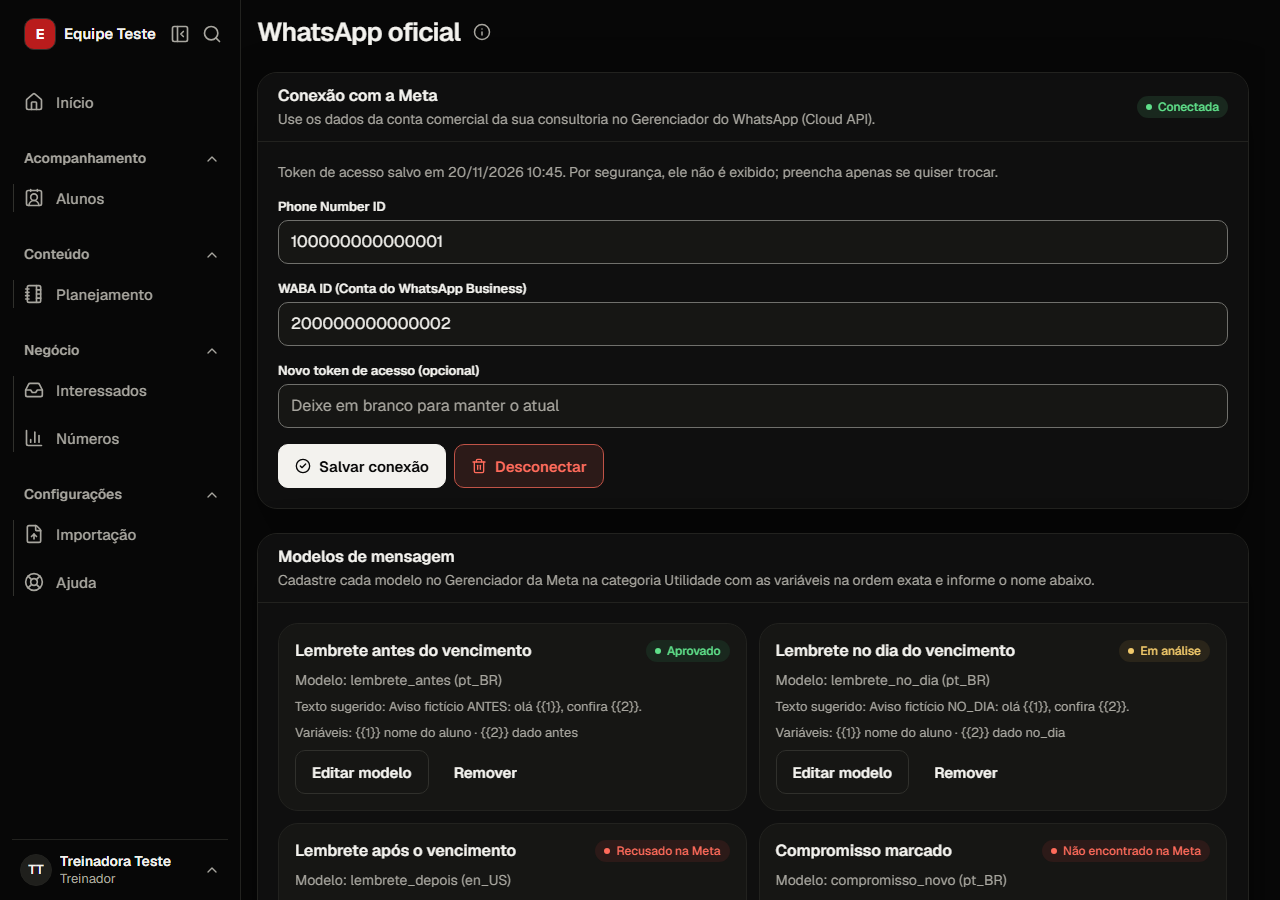 E Equipe Teste
Início
Acompanhamento
Alunos
Conteúdo
Planejamento
Negócio
Interessados
Números
Configurações
Importação
Ajuda
TT Treinadora Teste
Treinador
WhatsApp oficial
Conexão com a Meta
Use os dados da conta comercial da sua consultoria no Gerenciador do WhatsApp (Cloud API).
Conectada
Token de acesso salvo em 20/11/2026 10:45. Por segurança, ele não é exibido; preencha apenas se quiser trocar.
Phone Number ID
100000000000001
WABA ID (Conta do WhatsApp Business)
200000000000002
Novo token de acesso (opcional)
Deixe em branco para manter o atual
Salvar conexão Desconectar
Modelos de mensagem
Cadastre cada modelo no Gerenciador da Meta na categoria Utilidade com as variáveis na ordem exata e informe o nome abaixo.
Lembrete antes do vencimento Aprovado
Modelo: lembrete_antes (pt_BR)
Texto sugerido: Aviso fictício ANTES: olá {{1}}, confira {{2}}.
Variáveis: {{1}} nome do aluno · {{2}} dado antes
Editar modelo Remover
Lembrete no dia do vencimento Em análise
Modelo: lembrete_no_dia (pt_BR)
Texto sugerido: Aviso fictício NO_DIA: olá {{1}}, confira {{2}}.
Variáveis: {{1}} nome do aluno · {{2}} dado no_dia
Editar modelo Remover
Lembrete após o vencimento Recusado na Meta
Modelo: lembrete_depois (en_US)
Compromisso marcado Não encontrado na Meta
Modelo: compromisso_novo (pt_BR)